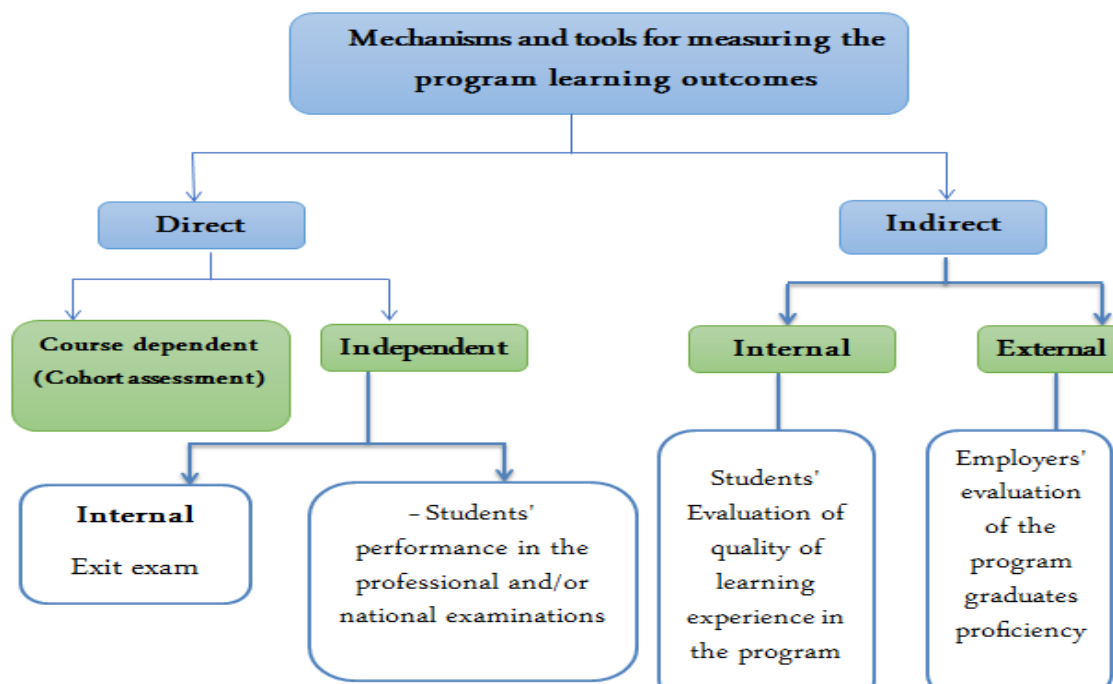 Mechanisms and tools for measuring the
program learning outcomes
Direct
Indirect
Course dependent
(Cohort assessment)
Independent
Internal
External
Internal
Exit exam
– Students'
performance in the
professional and/or
national examinations
Students'
Evaluation of
quality of
learning
experience in
the program
Employers'
evaluation
of the
program
graduates
proficiency